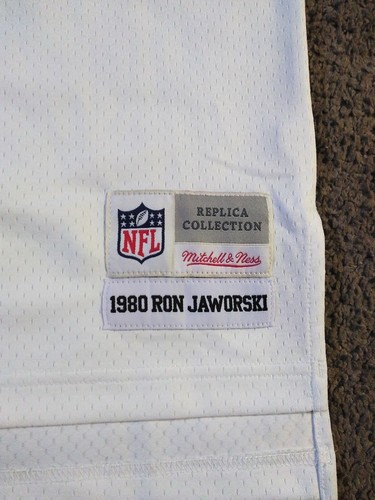 NFL
REPLICA
COLLECTION
Mitchell & Ness
1980 RON JAWORSKI